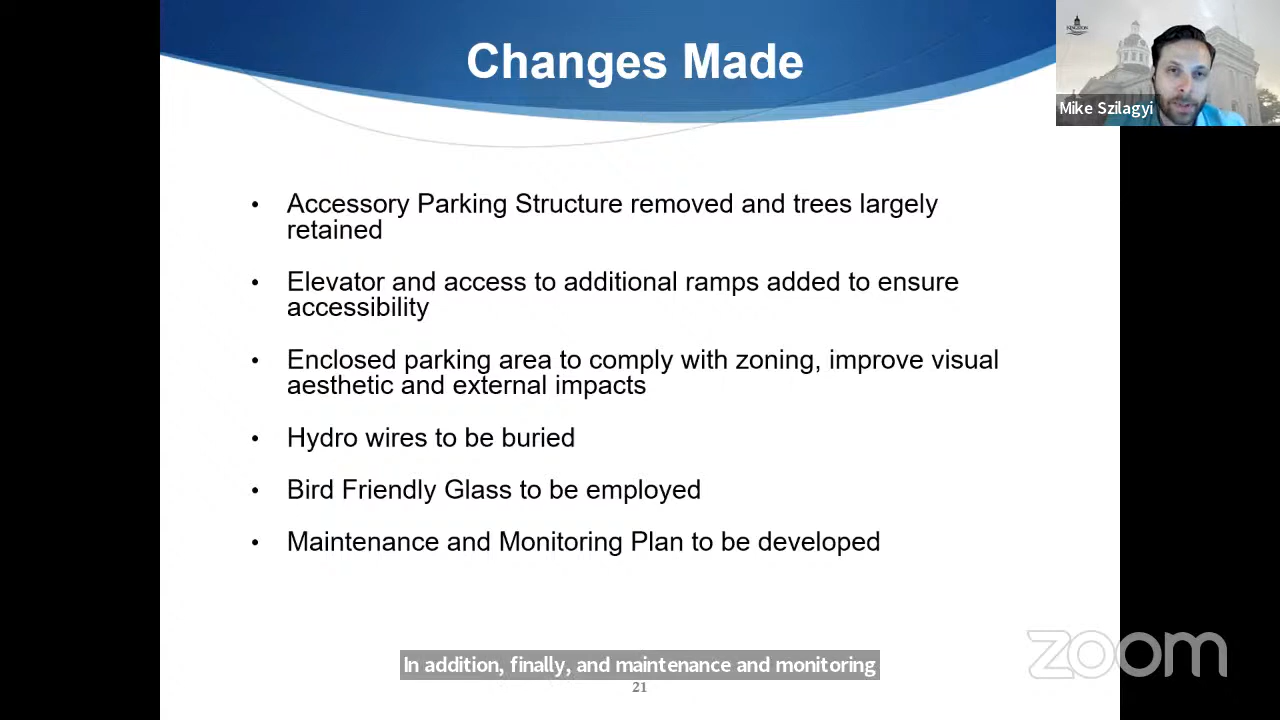 Changes Made
KINGSTON
Mike Szilagyi
• Accessory Parking Structure removed and trees largely
retained
• Elevator and access to additional ramps added to ensure
accessibility
• Enclosed parking area to comply with zoning, improve visual
aesthetic and external impacts
• Hydro wires to be buried
• Bird Friendly Glass to be employed
• Maintenance and Monitoring Plan to be developed
In addition, finally, and maintenance and monitoring
21
zoom